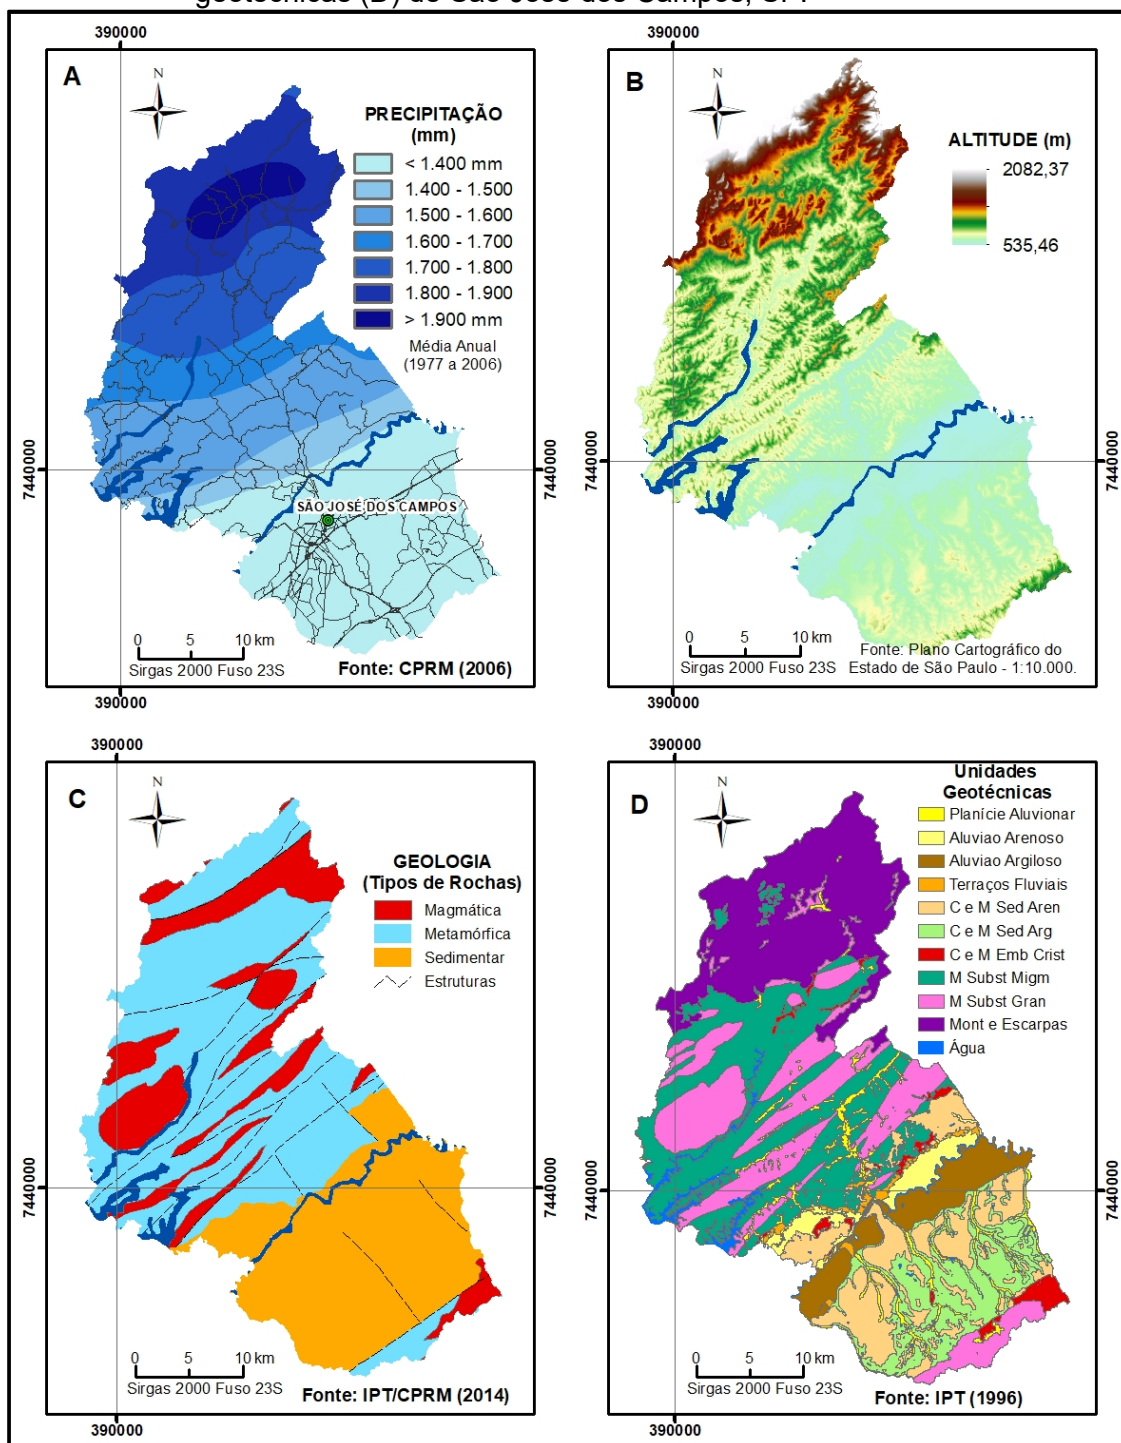 geotécnicas (D) de São José dos Campos, SP.
390000
A
N
PRECIPITAÇÃO
(mm)
< 1.400 mm
1.400 - 1.500
1.500 - 1.600
1.600 - 1.700
1.700 - 1.800
1.800 - 1.900
> 1.900 mm
Média Anual
(1977 a 2006)
7440000
7440000
SÃO JOSÉ DOS CAMPOS
0 5 10 km
Sirgas 2000 Fuso 23S
Fonte: CPRM (2006)
390000
390000
B
N
ALTITUDE (m)
2082,37
535,46
7440000
7440000
0 5 10 km
Sirgas 2000 Fuso 23S
Fonte: Plano Cartográfico do
Estado de São Paulo - 1:10.000.
390000
390000
C
N
GEOLOGIA
(Tipos de Rochas)
Magmática
Metamórfica
Sedimentar
Estruturas
7440000
7440000
0 5 10 km
Sirgas 2000 Fuso 23S
Fonte: IPT/CPRM (2014)
390000
390000
D
N
Unidades
Geotécnicas
Planície Aluvionar
Aluviao Arenoso
Aluviao Argiloso
Terraços Fluviais
C e M Sed Aren
C e M Sed Arg
C e M Emb Crist
M Subst Migm
M Subst Gran
Mont e Escarpas
Água
7440000
7440000
0 5 10 km
Sirgas 2000 Fuso 23S
Fonte: IPT (1996)
390000